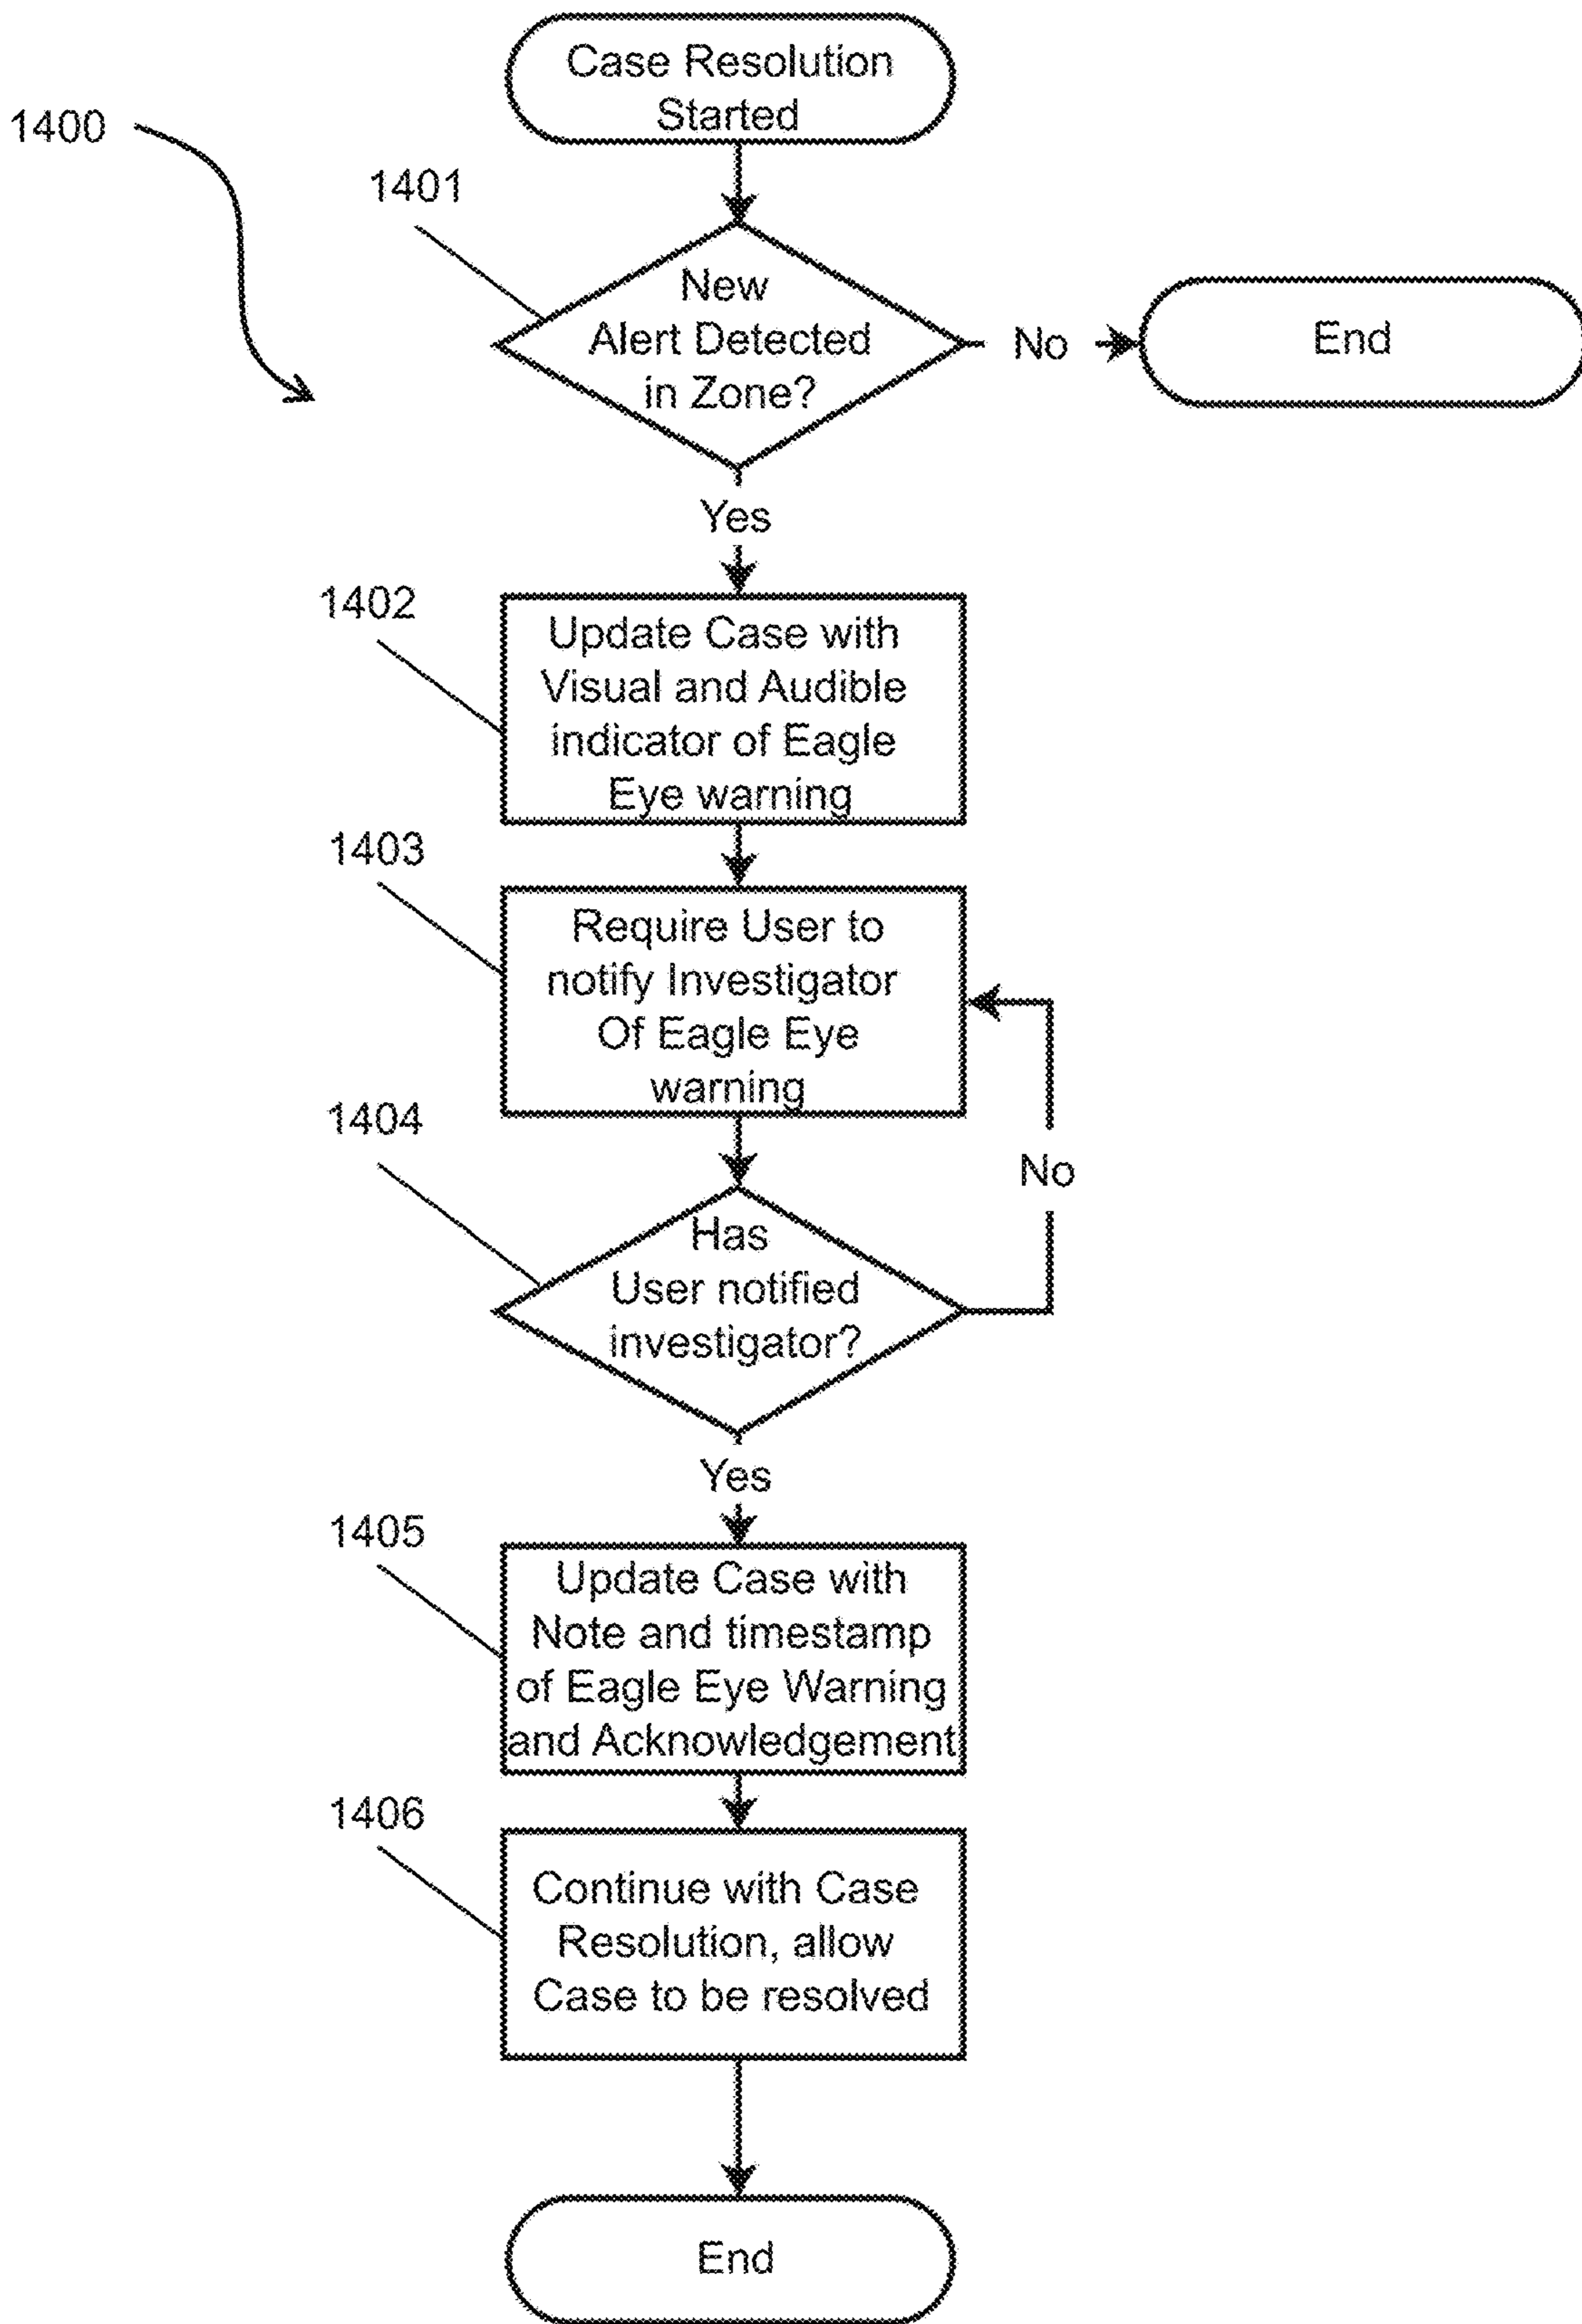 Case Resolution
Started
1400
1401
New
Alert Detected
in Zone?
No
End
Yes
1402
Update Case with
Visual and Audible
indicator of Eagle
Eye warning
1403
Require User to
notify Investigator
Of Eagle Eye
warning
1404
No
Has
User notified
investigator?
Yes
1405
Update Case with
Note and timestamp
of Eagle Eye Warning
and Acknowledgement
1406
Continue with Case
Resolution, allow
Case to be resolved
End